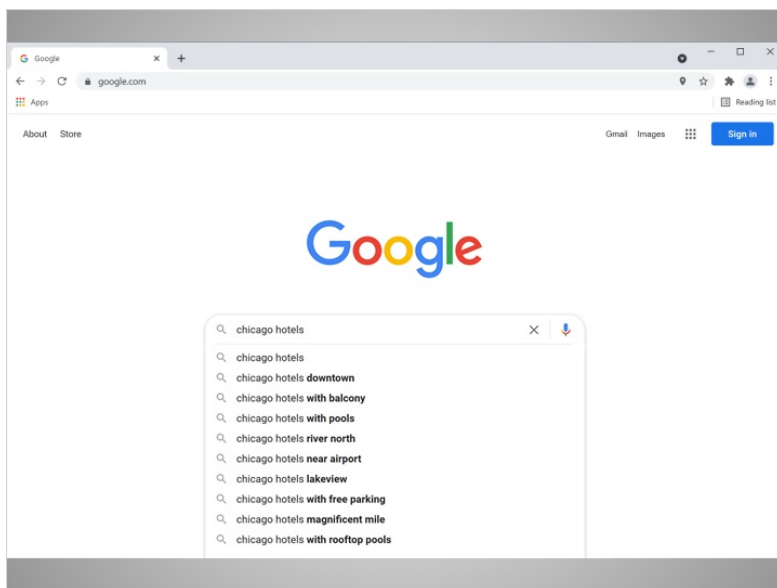 Google
google.com
Apps
Reading list
About Store
Gmail Images
Sign in
Google
chicago hotels
chicago hotels
chicago hotels downtown
chicago hotels with balcony
chicago hotels with pools
chicago hotels river north
chicago hotels near airport
chicago hotels lakeview
chicago hotels with free parking
chicago hotels magnificent mile
chicago hotels with rooftop pools